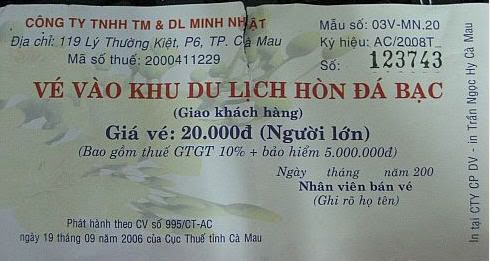 CÔNG TY TNHH TM & DL MINH NHẬT
Địa chỉ: 119 Lý Thường Kiệt, P6, TP. Cà Mau
Mã số thuế: 2000411229
Mẫu số: 03V-MN.20
Ký hiệu: AC/2008T
Số: 123743
VÉ VÀO KHU DU LỊCH HÒN ĐÁ BẠC
(Giao khách hàng)
Giá vé: 20.000đ (Người lớn)
(Bao gồm thuế GTGT 10% + bảo hiểm 5.000.000đ)
Ngày tháng năm 200
Nhân viên bán vé
(Ghi rõ họ tên)
Phát hành theo CV số 995/CT-AC
ngày 19 tháng 09 năm 2006 của Cục Thuế tỉnh Cà Mau
In tại CTY CP DV - in Trần Ngọc Hy Cà Mau